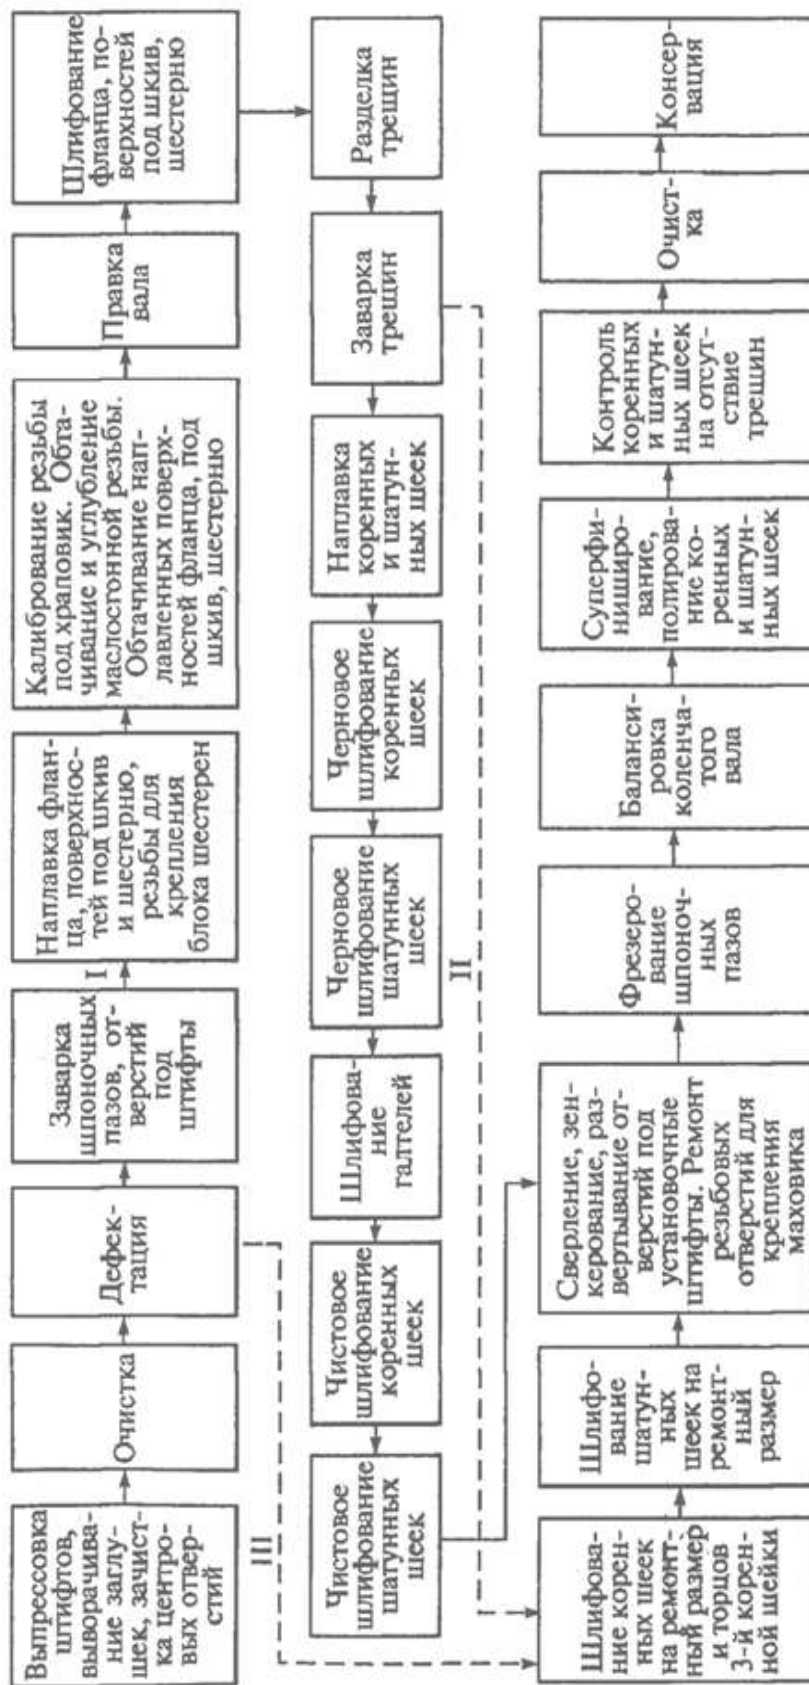 Выпрессовка
штифтов,
выворачива-
ние заглу-
шек, зачист-
ка центро-
вых отвер-
стий
Очистка
Дефек-
тация
Заварка
шпоночных
пазов, от-
верстий
под
штифты
I
Наплавка флан-
ца, поверхнос-
тей под шкив
и шестерню,
резьбы для
крепления
блока шестерен
Калибрование резьбы
под храповик. Обта-
чивание и углубление
маслосгонной резьбы.
Обтачивание нап-
лавленных поверх-
ностей фланца, под
шкив, шестерню
Правка
вала
Шлифование
фланца, по-
верхностей
под шкив,
шестерню
III
Чистовое
шлифование
шатунных
шеек
Чистовое
шлифование
коренных
шеек
Шлифова-
ние
галтелей
Черновое
шлифование
шатунных
шеек
Черновое
шлифование
коренных
шеек
Наплавка
коренных
и шатун-
ных шеек
Заварка
трещин
Разделка
трещин
II
Шлифова-
ние корен-
ных шеек
на ремонт-
ный размер
и торцов
3-й корен-
ной шейки
Шлифо-
вание
шатун-
ных
шеек на
ремонт-
ный
размер
Сверление, зен-
керование, раз-
вертывание от-
верстий под
установочные
штифты. Ремонт
резьбовых
отверстий для
крепления
маховика
Фрезеро-
вание
шпоноч-
ных
пазов
Баланси-
ровка
коленча-
того
вала
Суперфи-
ниширо-
вание,
полирова-
ние ко-
ренных
и шатун-
ных шеек
Контроль
коренных
и шатун-
ных шеек
на отсут-
ствие
трещин
Очист-
ка
Консер-
вация